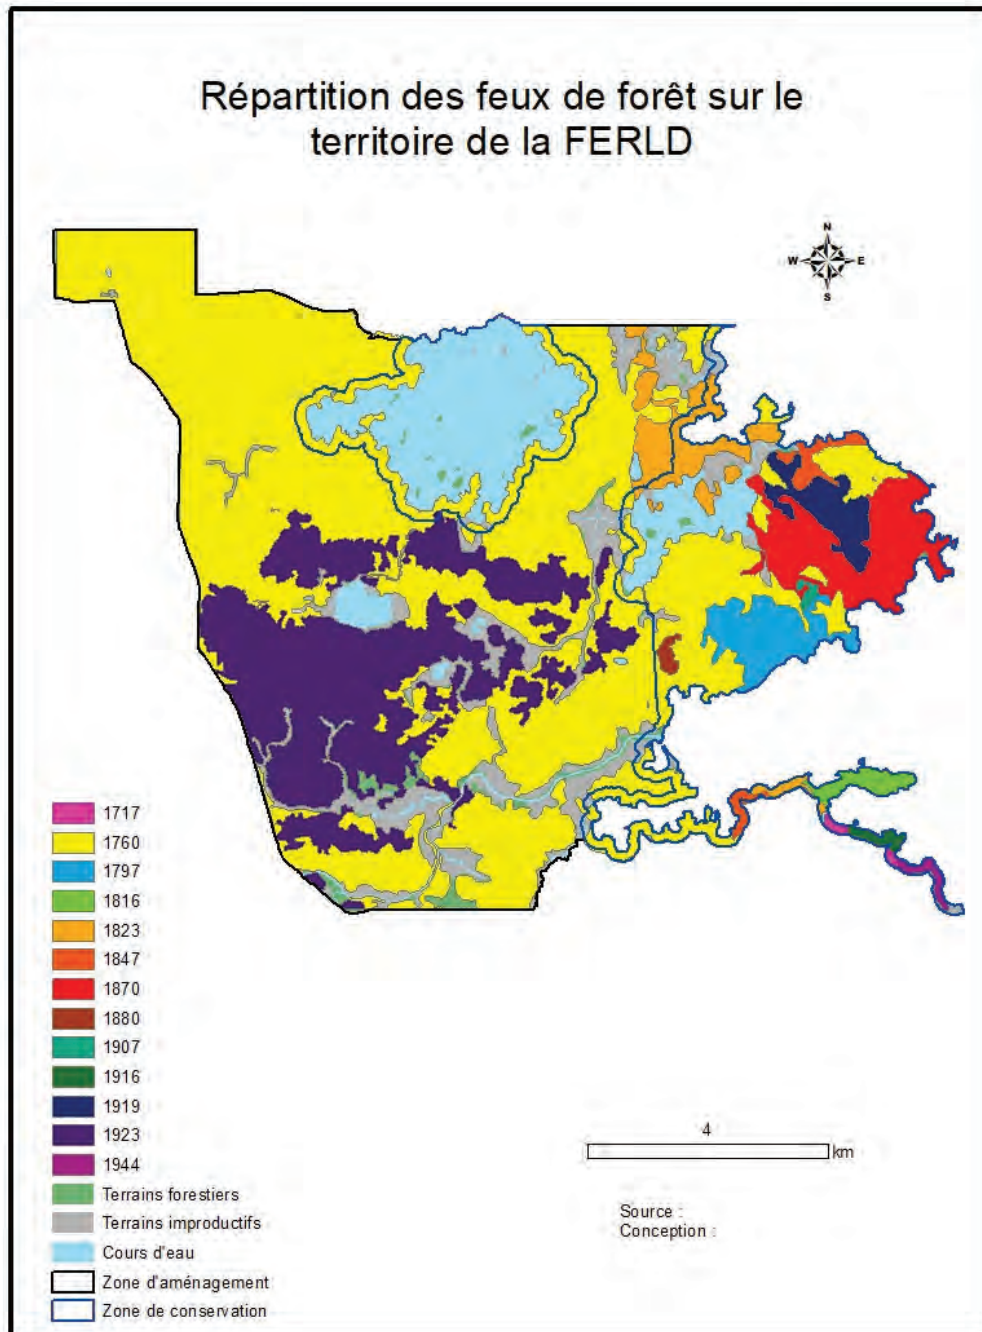 Répartition des feux de forêt sur le
territoire de la FERLD
N
W E
S
1717
1760
1797
1816
1823
1847
1870
1880
1907
1916
1919
1923
1944
Terrains forestiers
Terrains improductifs
Cours d'eau
Zone d'aménagement
Zone de conservation
4
km
Source :
Conception :